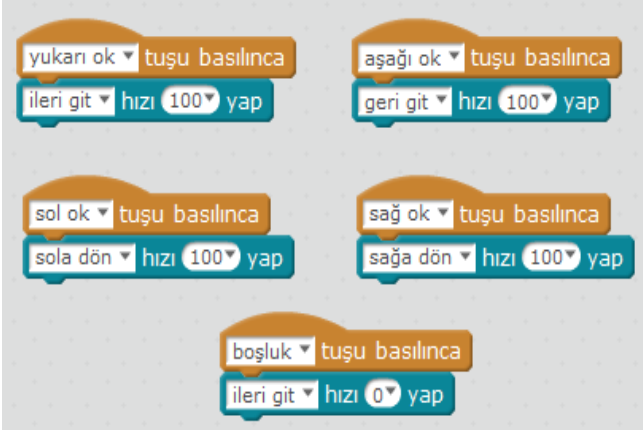 yukarı ok tuşu basılınca
ileri git hızı 100 yap
aşağı ok tuşu basılınca
geri git hızı 100 yap
sol ok tuşu basılınca
sola dön hızı 100 yap
sağ ok tuşu basılınca
sağa dön hızı 100 yap
boşluk tuşu basılınca
ileri git hızı 0 yap